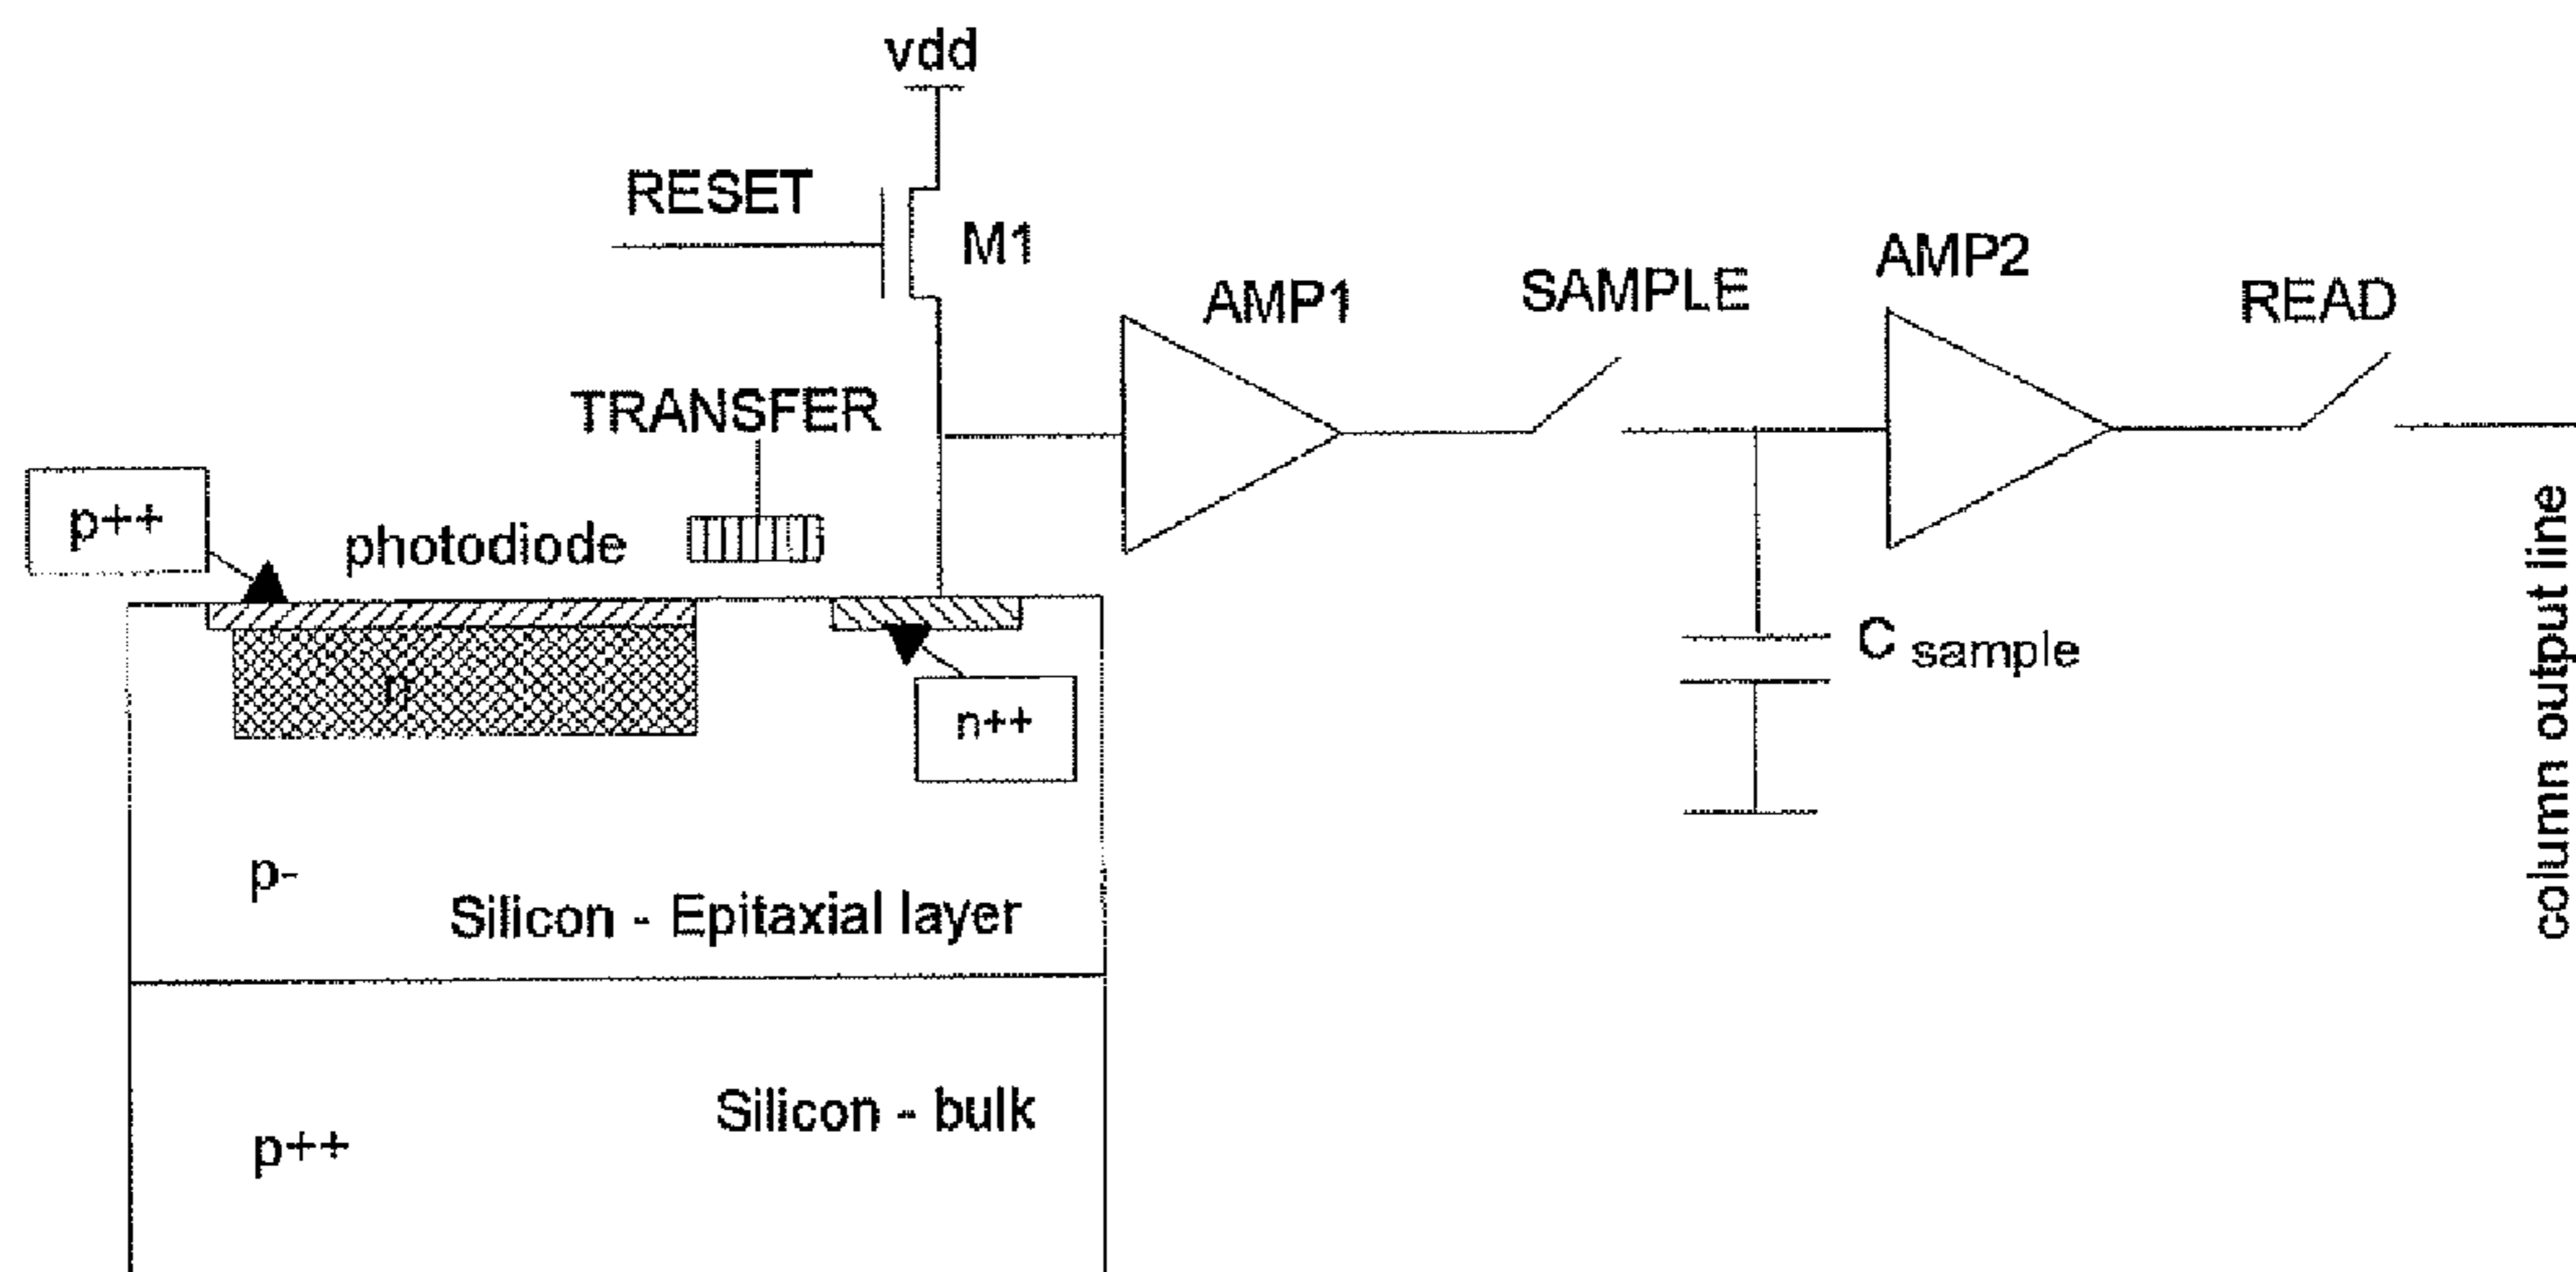 vdd
RESET
M1
AMP1
SAMPLE
AMP2
READ
TRANSFER
p++
photodiode
n
n++
C sample
column output line
p-
Silicon - Epitaxial layer
Silicon - bulk
p++